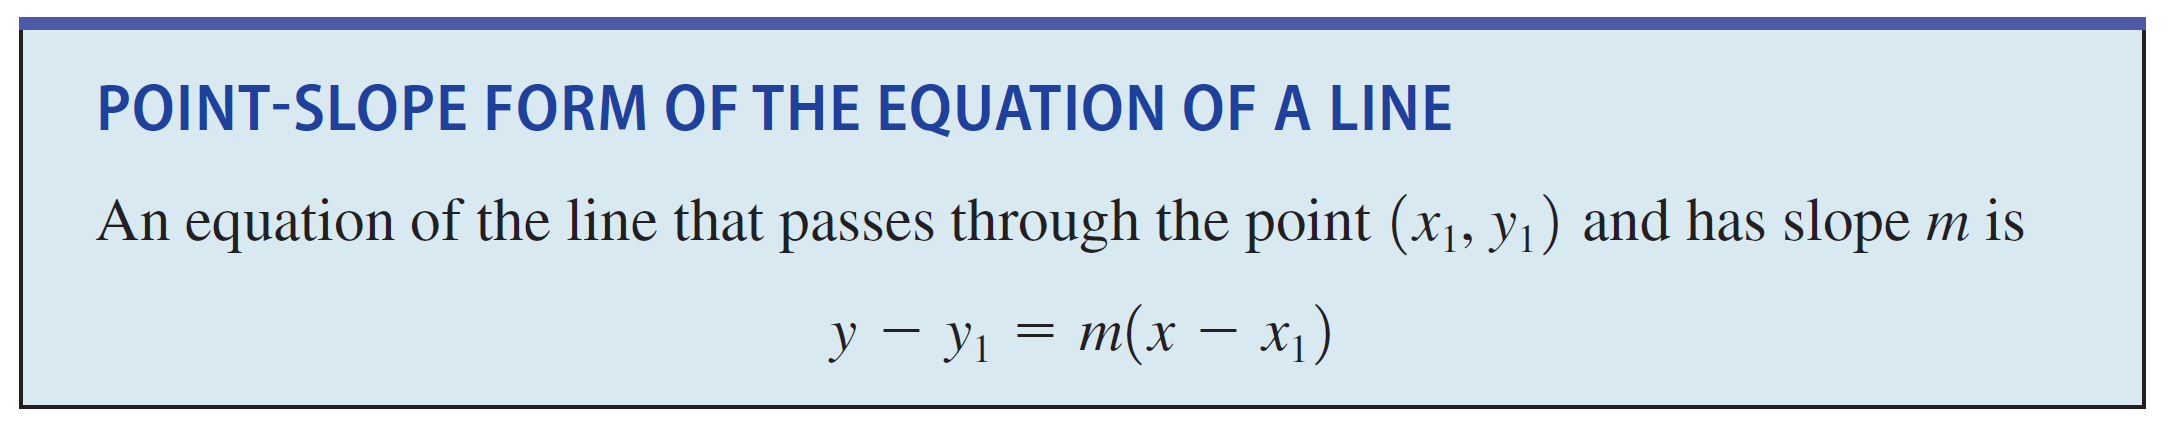 POINT-SLOPE FORM OF THE EQUATION OF A LINE
An equation of the line that passes through the point (x₁, y₁) and has slope m is
y − y₁ = m(x − x₁)